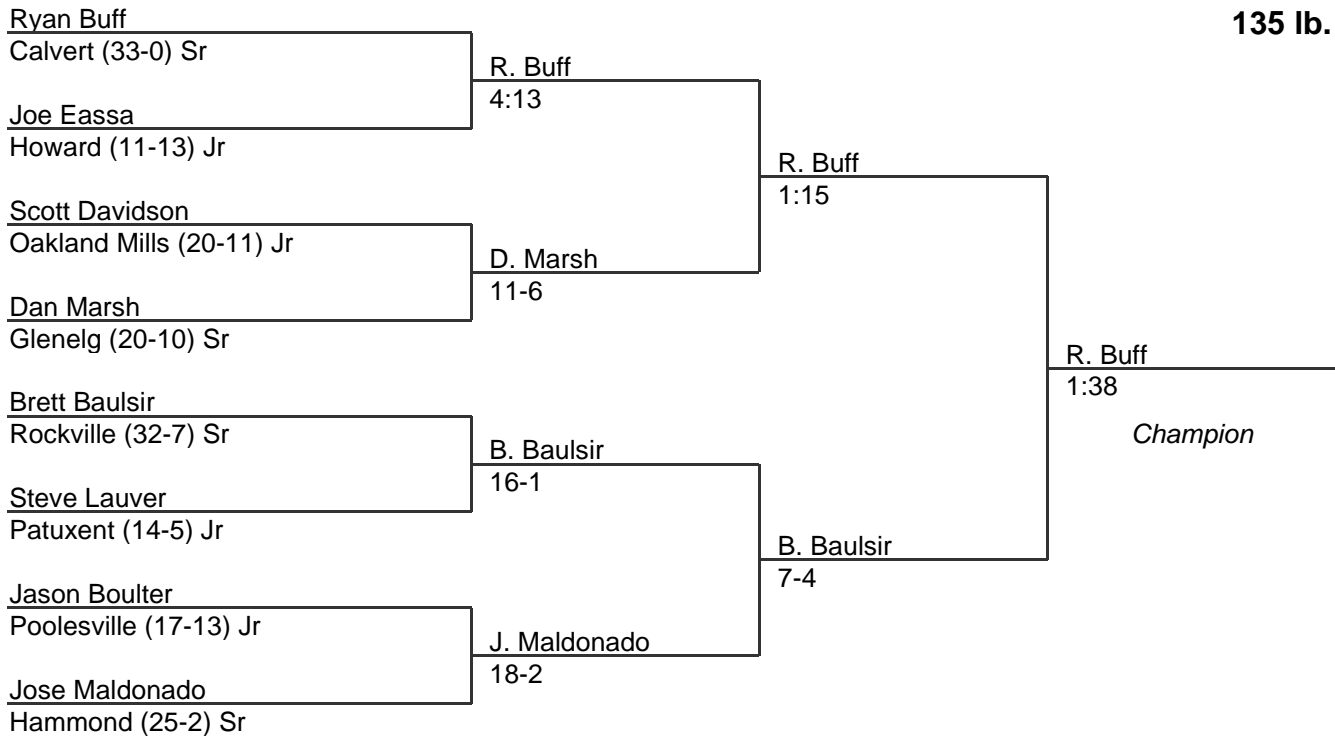 135 lb.
Ryan Buff
Calvert (33-0) Sr
R. Buff
4:13
Joe Eassa
Howard (11-13) Jr
R. Buff
1:15
Scott Davidson
Oakland Mills (20-11) Jr
D. Marsh
11-6
Dan Marsh
Glenelg (20-10) Sr
R. Buff
1:38
Champion
Brett Baulsir
Rockville (32-7) Sr
B. Baulsir
16-1
Steve Lauver
Patuxent (14-5) Jr
B. Baulsir
7-4
Jason Boulter
Poolesville (17-13) Jr
J. Maldonado
18-2
Jose Maldonado
Hammond (25-2) Sr